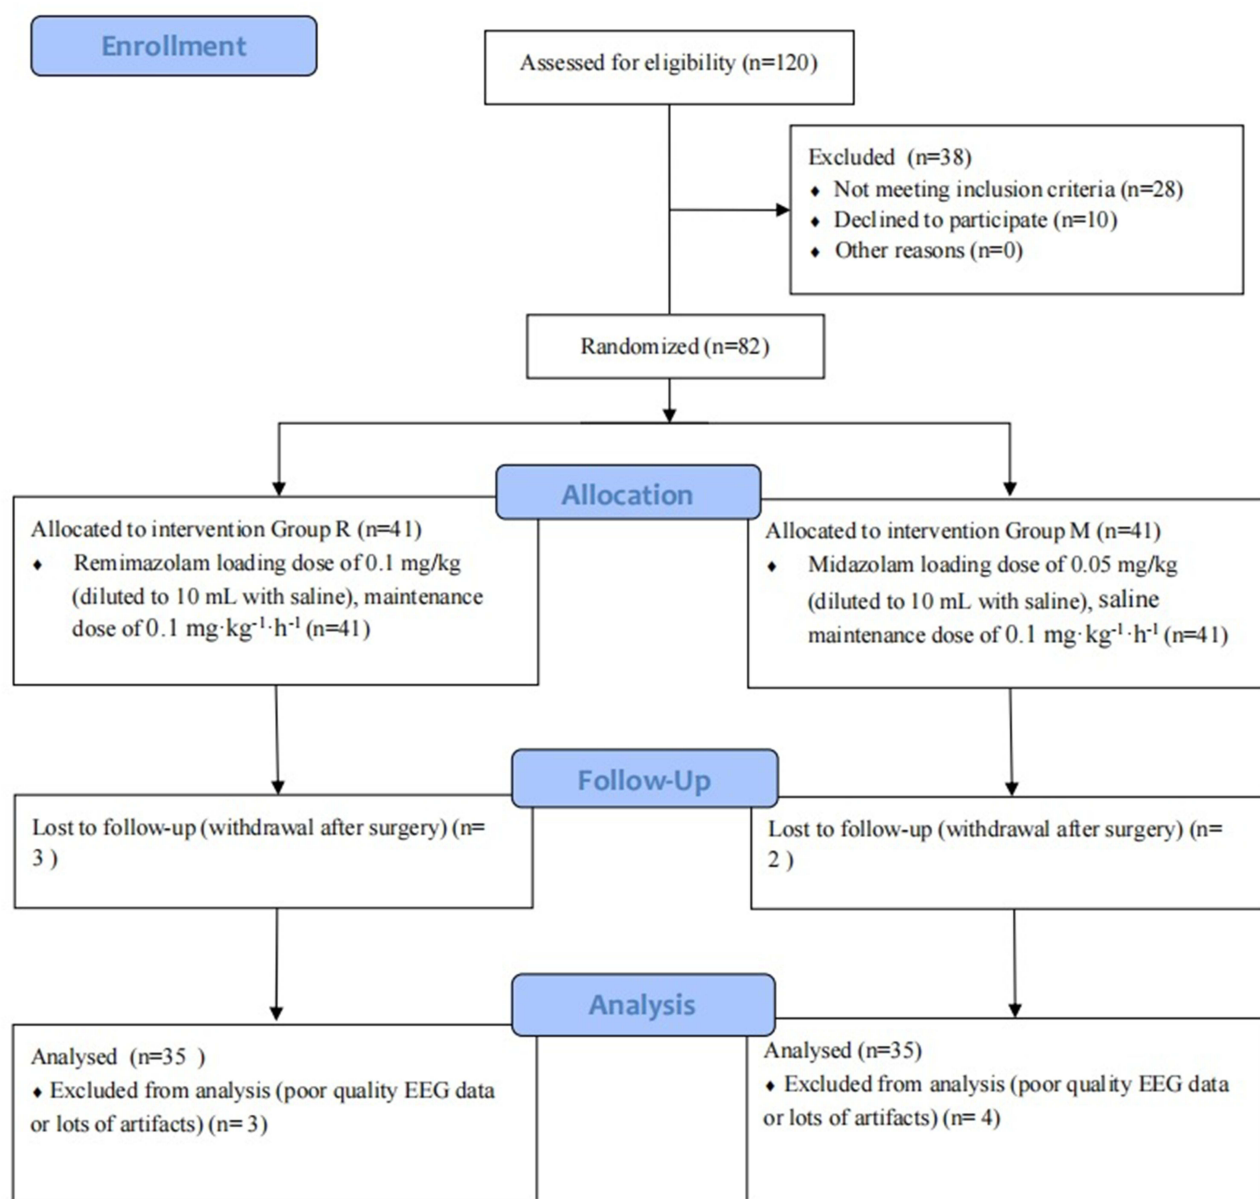 Enrollment
Assessed for eligibility (n=120)
Excluded (n=38)
♦ Not meeting inclusion criteria (n=28)
♦ Declined to participate (n=10)
♦ Other reasons (n=0)
Randomized (n=82)
Allocation
Allocated to intervention Group R (n=41)
♦ Remimazolam loading dose of 0.1 mg/kg
(diluted to 10 mL with saline), maintenance
dose of 0.1 mg·kg⁻¹·h⁻¹ (n=41)
Allocated to intervention Group M (n=41)
♦ Midazolam loading dose of 0.05 mg/kg
(diluted to 10 mL with saline), saline
maintenance dose of 0.1 mg·kg⁻¹·h⁻¹ (n=41)
Follow-Up
Lost to follow-up (withdrawal after surgery) (n=
3 )
Lost to follow-up (withdrawal after surgery) (n=
2 )
Analysis
Analysed (n=35 )
♦ Excluded from analysis (poor quality EEG data
or lots of artifacts) (n= 3)
Analysed (n=35)
♦ Excluded from analysis (poor quality EEG data
or lots of artifacts) (n= 4)